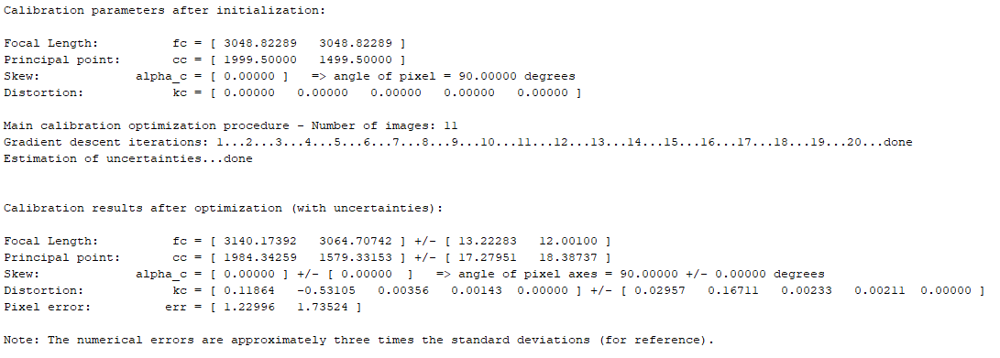 Calibration parameters after initialization:
Focal Length: fc = [ 3048.82289 3048.82289 ]
Principal point: cc = [ 1999.50000 1499.50000 ]
Skew: alpha_c = [ 0.00000 ] => angle of pixel = 90.00000 degrees
Distortion: kc = [ 0.00000 0.00000 0.00000 0.00000 0.00000 ]
Main calibration optimization procedure - Number of images: 11
Gradient descent iterations: 1...2...3...4...5...6...7...8...9...10...11...12...13...14...15...16...17...18...19...20...done
Estimation of uncertainties...done
Calibration results after optimization (with uncertainties):
Focal Length: fc = [ 3140.17392 3064.70742 ] +/- [ 13.22283 12.00100 ]
Principal point: cc = [ 1984.34259 1579.33153 ] +/- [ 17.27951 18.38737 ]
Skew: alpha_c = [ 0.00000 ] +/- [ 0.00000 ] => angle of pixel axes = 90.00000 +/- 0.00000 degrees
Distortion: kc = [ 0.11864 -0.53105 0.00356 0.00143 0.00000 ] +/- [ 0.02957 0.16711 0.00233 0.00211 0.00000 ]
Pixel error: err = [ 1.22996 1.73524 ]
Note: The numerical errors are approximately three times the standard deviations (for reference).